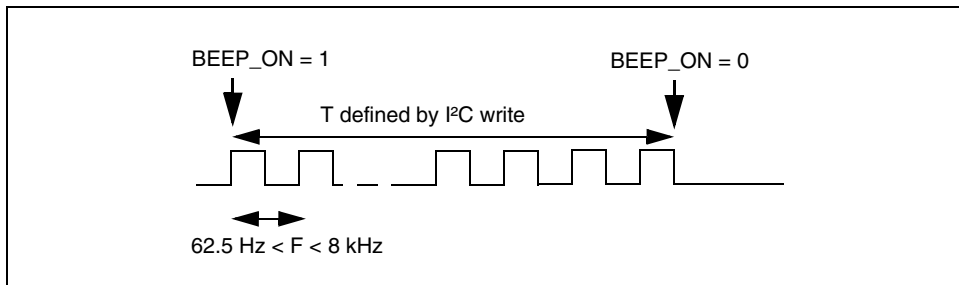 BEEP_ON = 1
BEEP_ON = 0
T defined by I²C write
62.5 Hz < F < 8 kHz